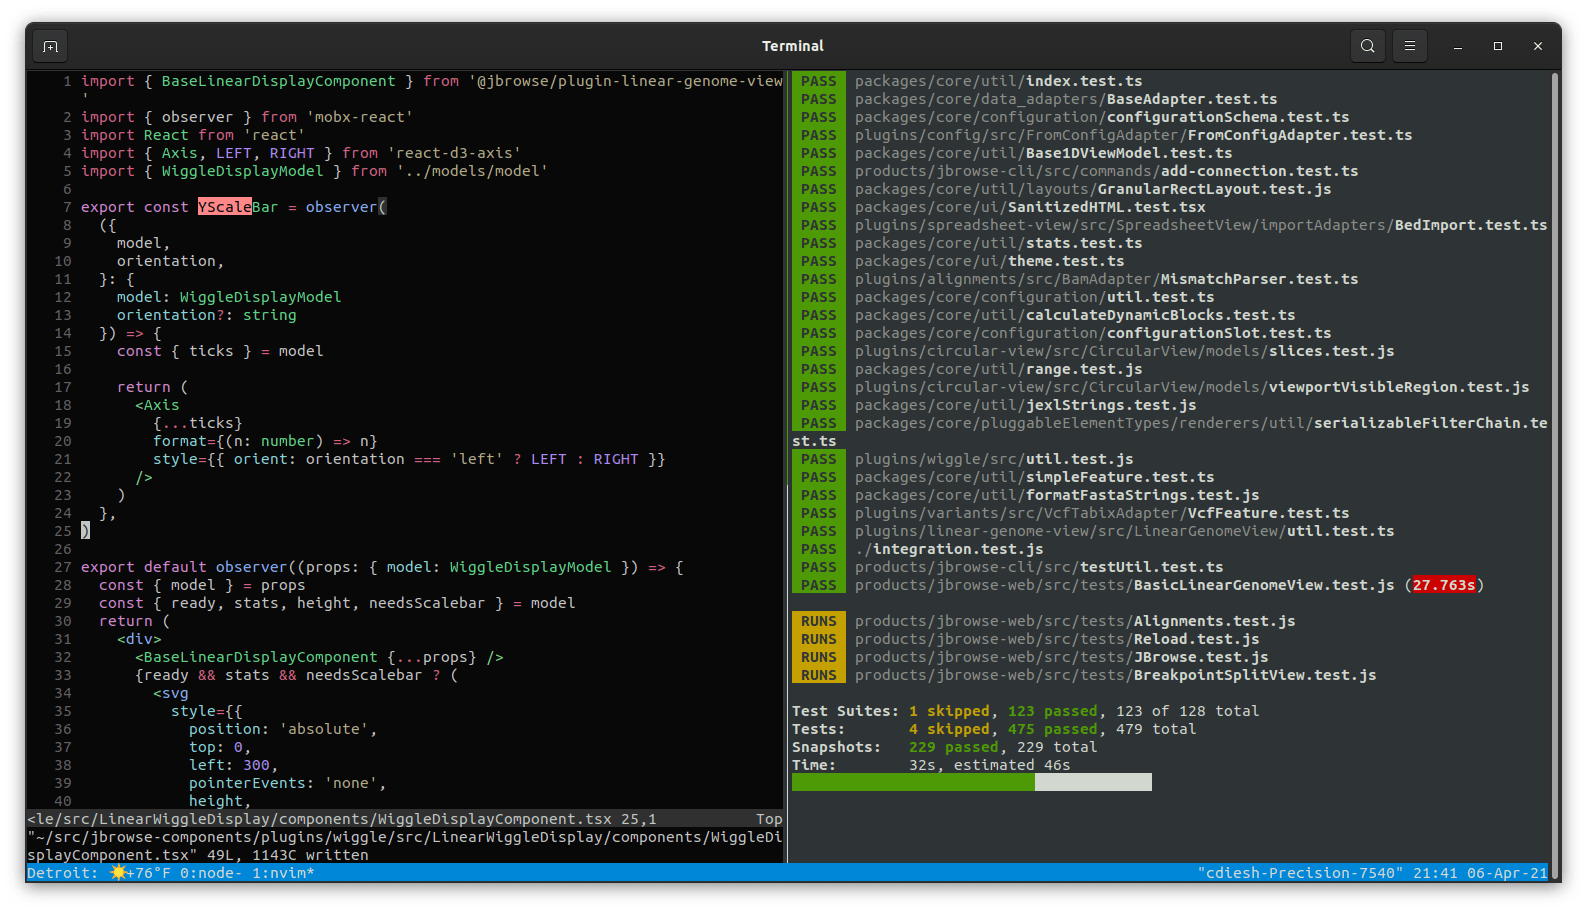 Terminal
1 import { BaseLinearDisplayComponent } from '@jbrowse/plugin-linear-genome-view
'
2 import { observer } from 'mobx-react'
3 import React from 'react'
4 import { Axis, LEFT, RIGHT } from 'react-d3-axis'
5 import { WiggleDisplayModel } from '../models/model'
6
7 export const YScaleBar = observer(
8   ({
9     model,
10     orientation,
11   }: {
12     model: WiggleDisplayModel
13     orientation?: string
14   }) => {
15     const { ticks } = model
16
17     return (
18       <Axis
19         {...ticks}
20         format={(n: number) => n}
21         style={{ orient: orientation === 'left' ? LEFT : RIGHT }}
22       />
23     )
24   },
25 )
26
27 export default observer((props: { model: WiggleDisplayModel }) => {
28   const { model } = props
29   const { ready, stats, height, needsScalebar } = model
30   return (
31     <div>
32       <BaseLinearDisplayComponent {...props} />
33       {ready && stats && needsScalebar ? (
34         <svg
35           style={{
36             position: 'absolute',
37             top: 0,
38             left: 300,
39             pointerEvents: 'none',
40             height,
<le/src/LinearWiggleDisplay/components/WiggleDisplayComponent.tsx 25,1 Top
"~/src/jbrowse-components/plugins/wiggle/src/LinearWiggleDisplay/components/WiggleDi
splayComponent.tsx" 49L, 1143C written
PASS packages/core/util/index.test.ts
PASS packages/core/data_adapters/BaseAdapter.test.ts
PASS packages/core/configuration/configurationSchema.test.ts
PASS plugins/config/src/FromConfigAdapter/FromConfigAdapter.test.ts
PASS packages/core/util/Base1DViewModel.test.ts
PASS products/jbrowse-cli/src/commands/add-connection.test.ts
PASS packages/core/util/layouts/GranularRectLayout.test.js
PASS packages/core/ui/SanitizedHTML.test.tsx
PASS plugins/spreadsheet-view/src/SpreadsheetView/importAdapters/BedImport.test.ts
PASS packages/core/util/stats.test.ts
PASS packages/core/ui/theme.test.ts
PASS plugins/alignments/src/BamAdapter/MismatchParser.test.ts
PASS packages/core/configuration/util.test.ts
PASS packages/core/util/calculateDynamicBlocks.test.ts
PASS packages/core/configuration/configurationSlot.test.ts
PASS plugins/circular-view/src/CircularView/models/slices.test.js
PASS packages/core/util/range.test.js
PASS plugins/circular-view/src/CircularView/models/viewportVisibleRegion.test.js
PASS packages/core/util/jexlStrings.test.js
PASS packages/core/pluggableElementTypes/renderers/util/serializableFilterChain.te
st.ts
PASS plugins/wiggle/src/util.test.js
PASS packages/core/util/simpleFeature.test.ts
PASS packages/core/util/formatFastaStrings.test.js
PASS plugins/variants/src/VcfTabixAdapter/VcfFeature.test.ts
PASS plugins/linear-genome-view/src/LinearGenomeView/util.test.ts
PASS ./integration.test.js
PASS products/jbrowse-cli/src/testUtil.test.ts
PASS products/jbrowse-web/src/tests/BasicLinearGenomeView.test.js (27.763s)
RUNS products/jbrowse-web/src/tests/Alignments.test.js
RUNS products/jbrowse-web/src/tests/Reload.test.js
RUNS products/jbrowse-web/src/tests/JBrowse.test.js
RUNS products/jbrowse-web/src/tests/BreakpointSplitView.test.js
Test Suites: 1 skipped, 123 passed, 123 of 128 total
Tests: 4 skipped, 475 passed, 479 total
Snapshots: 229 passed, 229 total
Time: 32s, estimated 46s
Detroit: ☀️+76°F 0:node- 1:nvim* "cdiesh-Precision-7540" 21:41 06-Apr-21